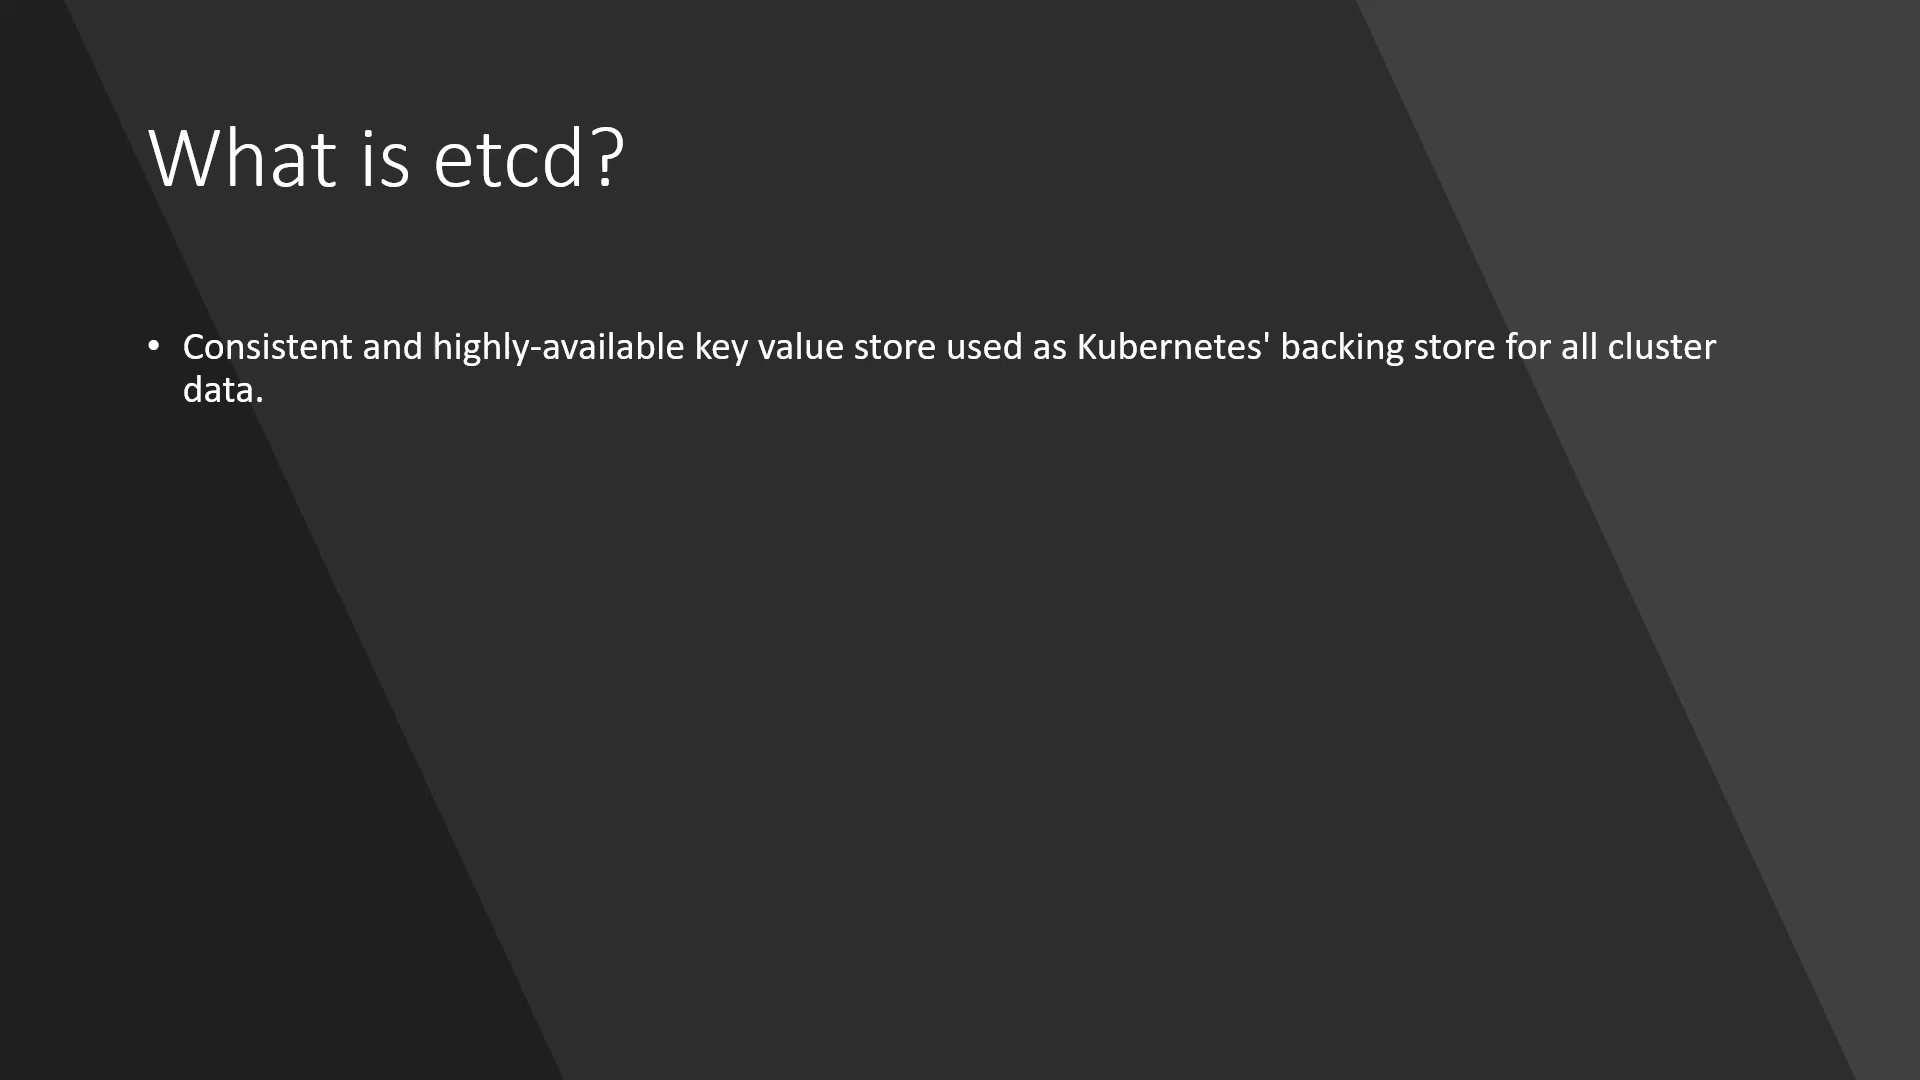 What is etcd?
• Consistent and highly-available key value store used as Kubernetes' backing store for all cluster
data.